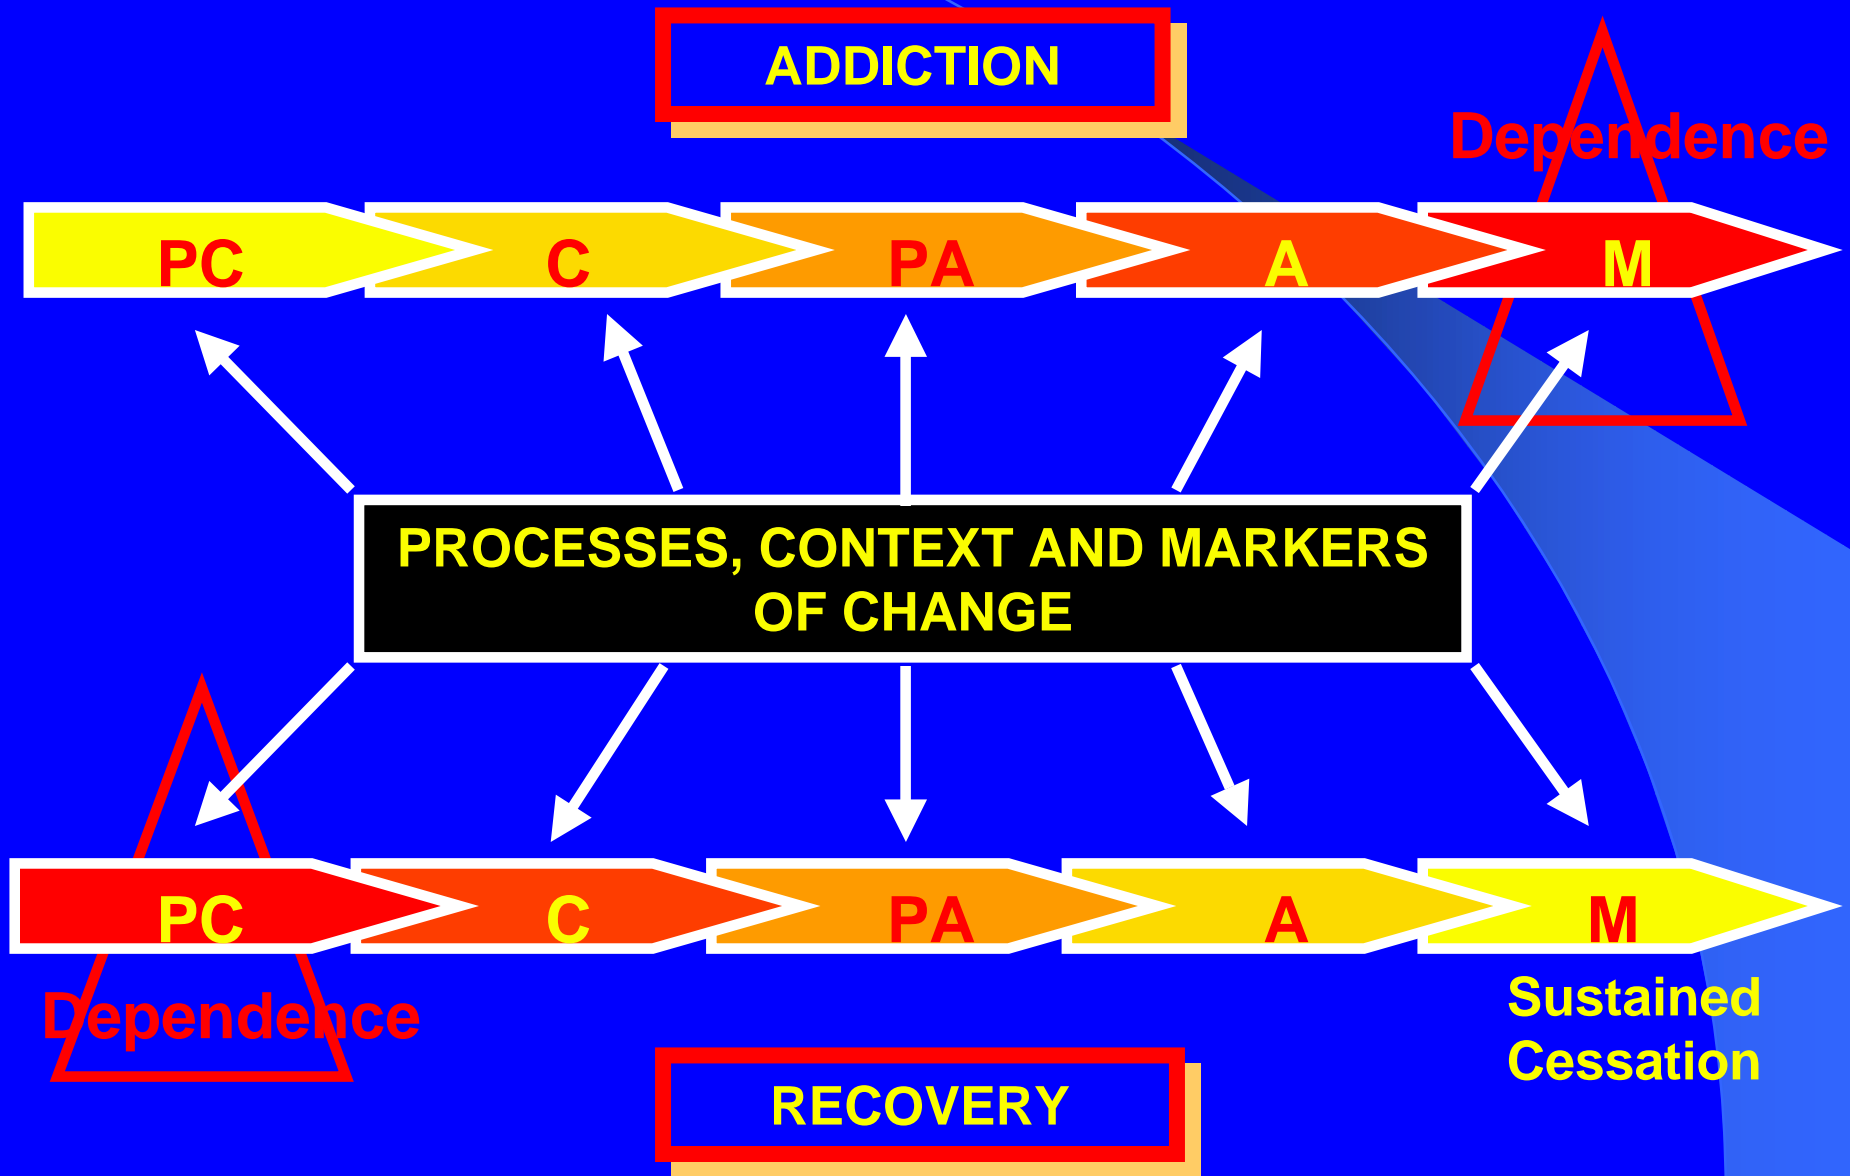 ADDICTION
Dependence
PC C PA A M
PROCESSES, CONTEXT AND MARKERS
OF CHANGE
PC C PA A M
Dependence
Sustained
Cessation
RECOVERY